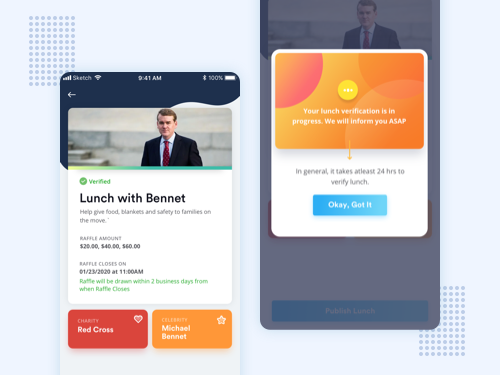 Sketch
9:41 AM
100%
Verified
Lunch with Bennet
Help give food, blankets and safety to families on
the move.`
RAFFLE AMOUNT
$20.00, $40.00, $60.00
RAFFLE CLOSES ON
01/23/2020 at 11:00AM
Raffle will be drawn within 2 business days from
when Raffle Closes
CHARITY
Red Cross
CELEBRITY
Michael
Bennet
Your lunch verification is in
progress. We will inform you ASAP
In general, it takes atleast 24 hrs to
verify lunch.
Okay, Got It
Publish Lunch